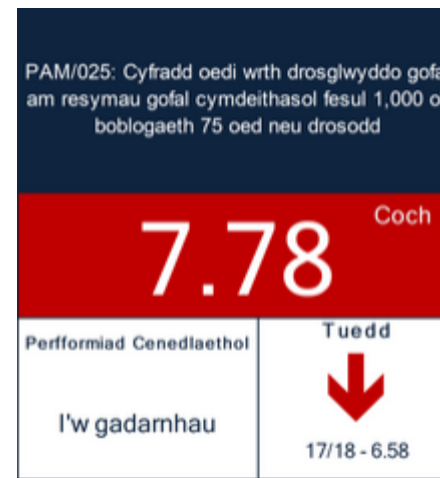 PAM/025: Cyfradd oedi wrth drosglwyddo gofa
am resymau gofal cymdeithasol fesul 1,000 o
boblogaeth 75 oed neu drosodd
Coch
7.78
Perfformiad Cenedlaethol
I'w gadarnhau
Tuedd
17/18 - 6.58